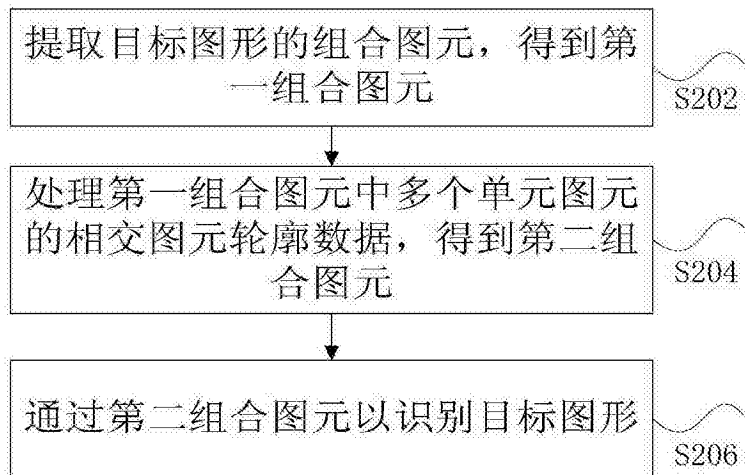 提取目标图形的组合图元，得到第
一组合图元
S202
处理第一组合图元中多个单元图元
的相交图元轮廓数据，得到第二组
合图元
S204
通过第二组合图元以识别目标图形
S206